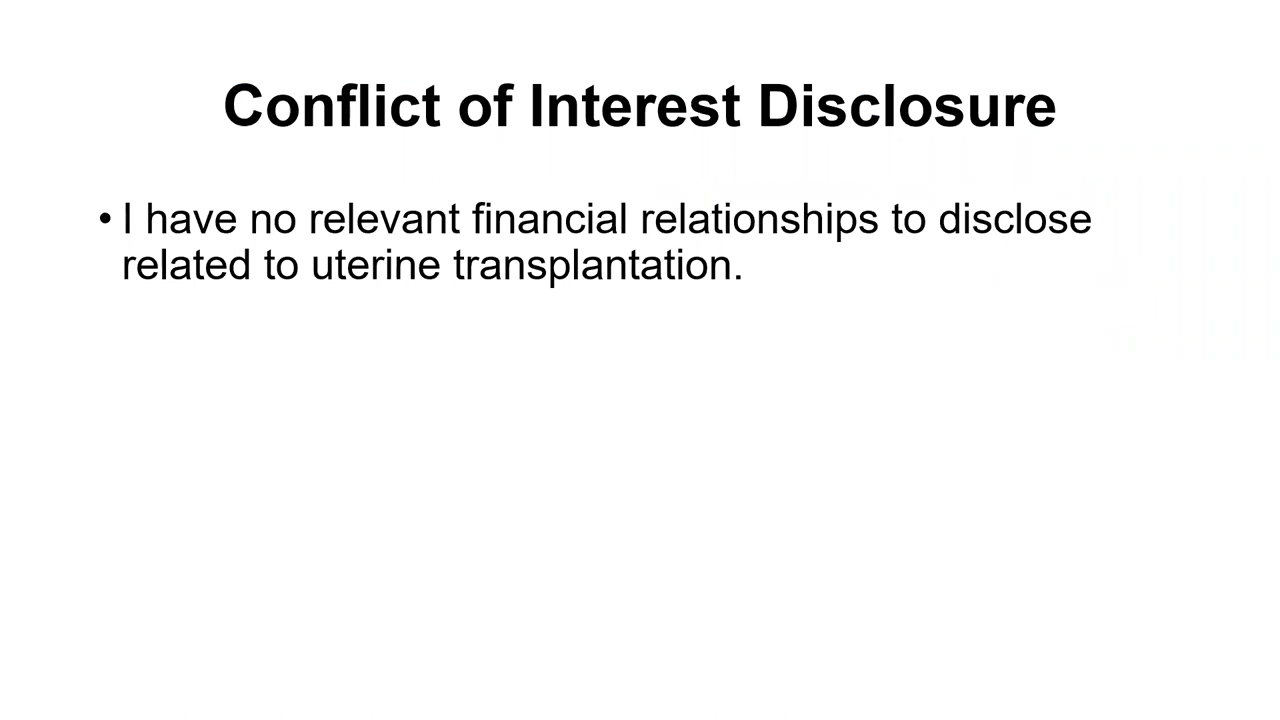 Conflict of Interest Disclosure
• I have no relevant financial relationships to disclose
related to uterine transplantation.